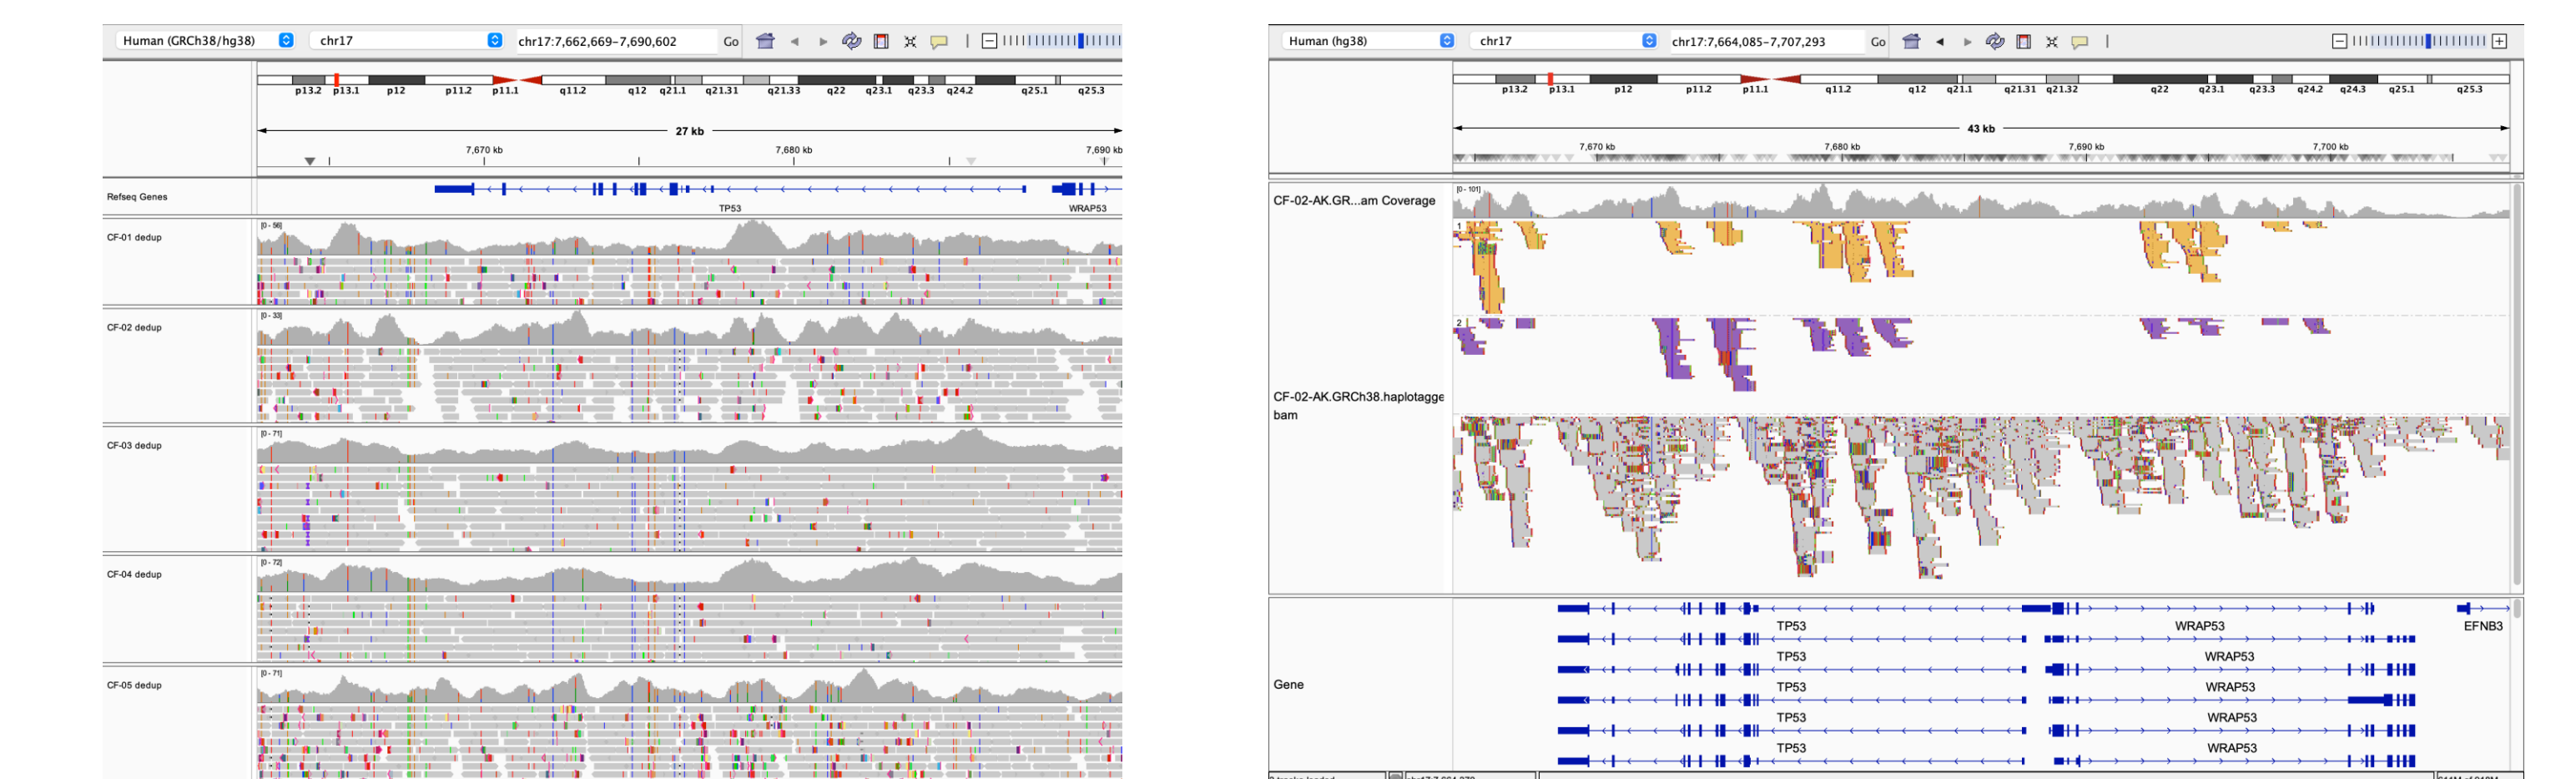 Human (GRCh38/hg38) chr17 chr17:7,662,669-7,690,602 Go
p13.2 p13.1 p12 p11.2 p11.1 q11.2 q12 q21.1 q21.31 q21.33 q22 q23.1 q23.3 q24.2 q25.1 q25.3
27 kb
7,670 kb 7,680 kb 7,690 kb
Refseq Genes
TP53 WRAP53
CF-01 dedup
[0 - 56]
CF-02 dedup
[0 - 33]
CF-03 dedup
[0 - 71]
CF-04 dedup
[0 - 72]
CF-05 dedup
[0 - 71]
Human (hg38) chr17 chr17:7,664,085-7,707,293 Go
p13.2 p13.1 p12 p11.2 p11.1 q11.2 q12 q21.1 q21.31 q21.32 q22 q23.1 q23.3 q24.2 q24.3 q25.1 q25.3
43 kb
7,670 kb 7,680 kb 7,690 kb 7,700 kb
CF-02-AK.GR...am Coverage
[0 - 101]
1
2
CF-02-AK.GRCh38.haplotagge
bam
Gene
TP53 WRAP53 EFNB3
TP53 WRAP53
TP53 WRAP53
TP53 WRAP53
TP53 WRAP53